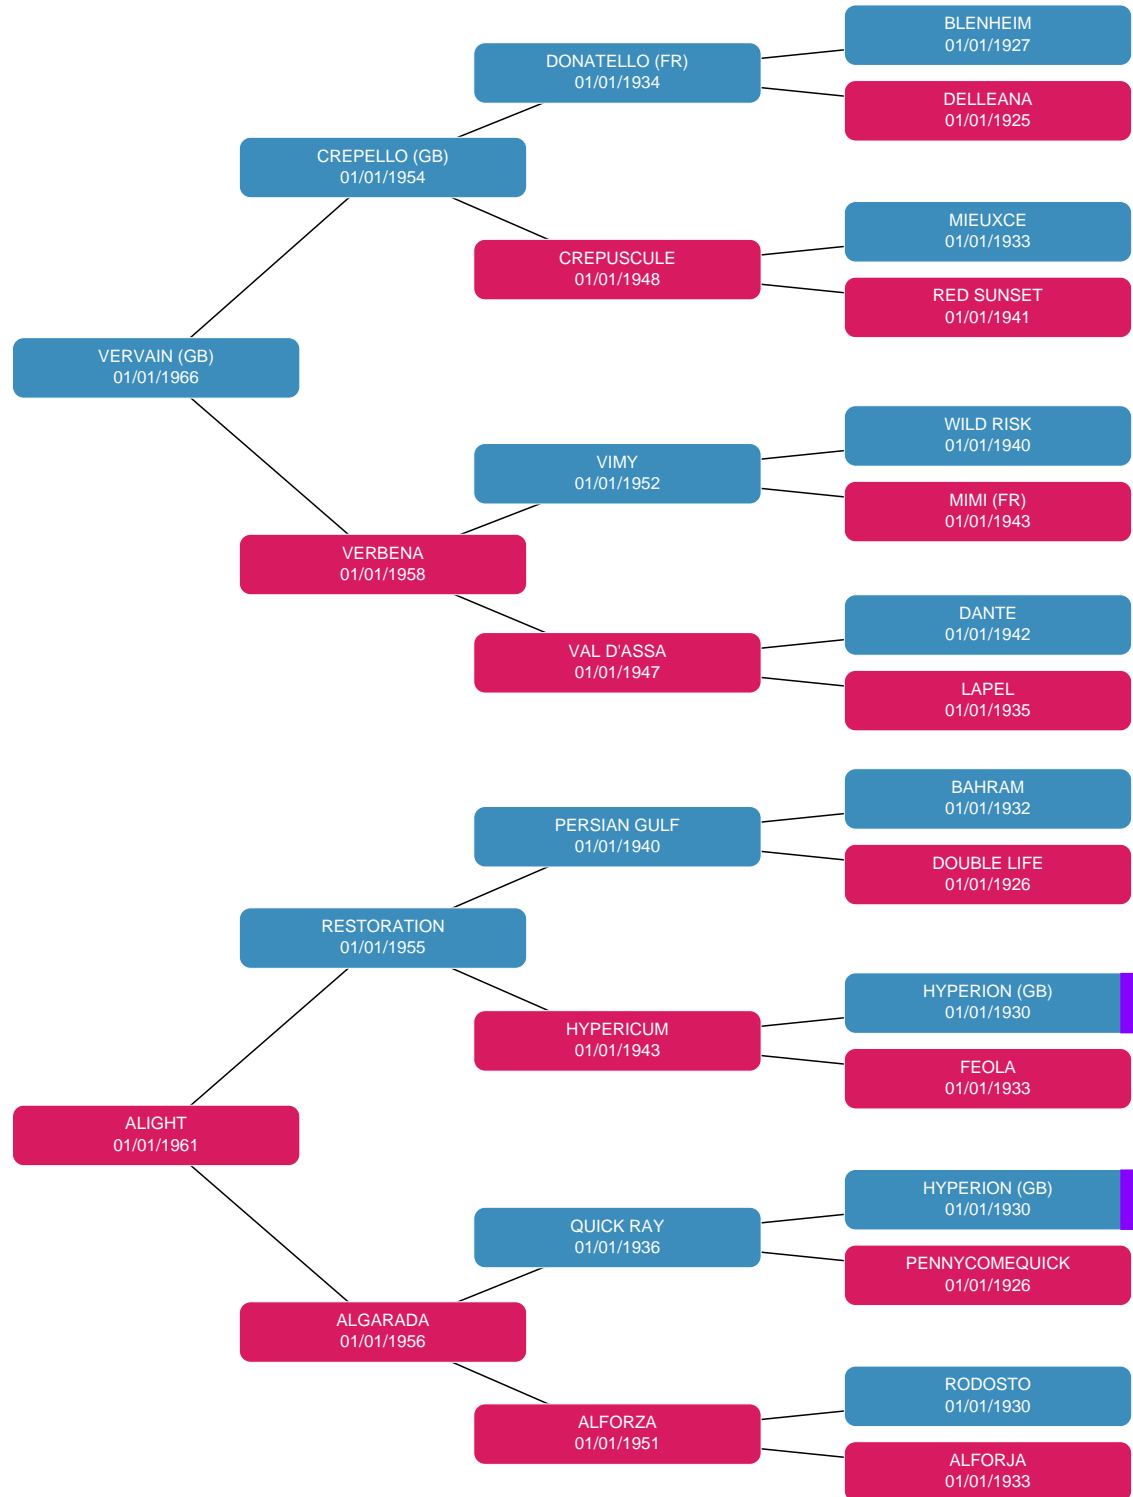 BLENHEIM
01/01/1927
DONATELLO (FR)
01/01/1934
DELLEANA
01/01/1925
CREPELLO (GB)
01/01/1954
MIEUXCE
01/01/1933
CREPUSCULE
01/01/1948
RED SUNSET
01/01/1941
VERVAIN (GB)
01/01/1966
WILD RISK
01/01/1940
VIMY
01/01/1952
MIMI (FR)
01/01/1943
VERBENA
01/01/1958
DANTE
01/01/1942
VAL D'ASSA
01/01/1947
LAPEL
01/01/1935
BAHRAM
01/01/1932
PERSIAN GULF
01/01/1940
DOUBLE LIFE
01/01/1926
RESTORATION
01/01/1955
HYPERION (GB)
01/01/1930
HYPERICUM
01/01/1943
FEOLA
01/01/1933
ALIGHT
01/01/1961
HYPERION (GB)
01/01/1930
QUICK RAY
01/01/1936
PENNYCOMEQUICK
01/01/1926
ALGARADA
01/01/1956
RODOSTO
01/01/1930
ALFORZA
01/01/1951
ALFORJA
01/01/1933